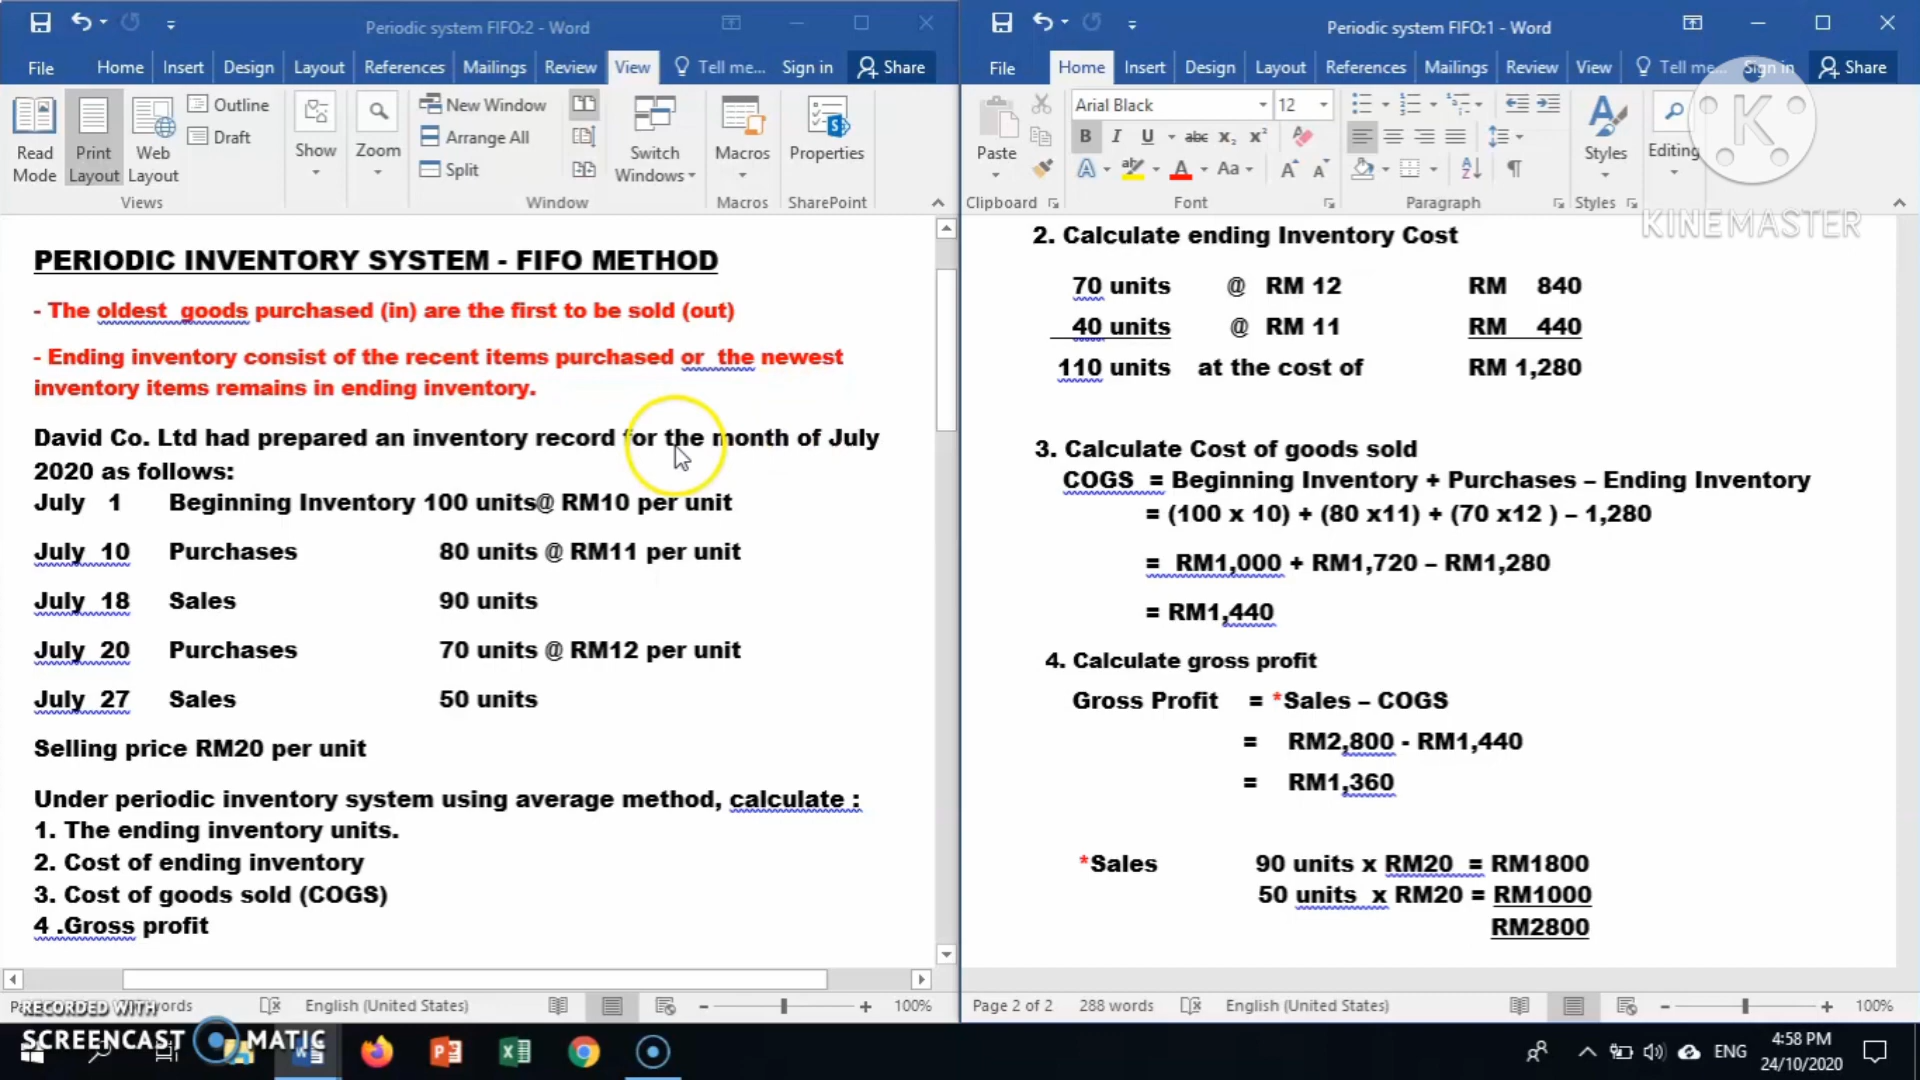 Periodic system FIFO:2 - Word
File Home Insert Design Layout References Mailings Review View Tell me... Sign in Share
Read Mode
Print Layout
Web Layout
Outline
Draft
Views
Show
Zoom
New Window
Arrange All
Split
Switch Windows
Window
Macros
Macros
Properties
SharePoint
PERIODIC INVENTORY SYSTEM - FIFO METHOD
- The oldest goods purchased (in) are the first to be sold (out)
- Ending inventory consist of the recent items purchased or the newest
inventory items remains in ending inventory.
David Co. Ltd had prepared an inventory record for the month of July
2020 as follows:
July 1 Beginning Inventory 100 units@ RM10 per unit
July 10 Purchases 80 units @ RM11 per unit
July 18 Sales 90 units
July 20 Purchases 70 units @ RM12 per unit
July 27 Sales 50 units
Selling price RM20 per unit
Under periodic inventory system using average method, calculate :
1. The ending inventory units.
2. Cost of ending inventory
3. Cost of goods sold (COGS)
4 .Gross profit
English (United States) 100%
RECORDED WITH
SCREENCAST MATIC
Periodic system FIFO:1 - Word
File Home Insert Design Layout References Mailings Review View Tell me... Sign in Share
Paste
Clipboard
Arial Black 12
B I U abc x₂ x²
A A Aa A A
Font
Paragraph
Styles
Styles
Editing
K
KINEMASTER
2. Calculate ending Inventory Cost
70 units @ RM 12 RM 840
40 units @ RM 11 RM 440
110 units at the cost of RM 1,280
3. Calculate Cost of goods sold
COGS = Beginning Inventory + Purchases – Ending Inventory
= (100 x 10) + (80 x11) + (70 x12 ) – 1,280
= RM1,000 + RM1,720 – RM1,280
= RM1,440
4. Calculate gross profit
Gross Profit = *Sales – COGS
= RM2,800 - RM1,440
= RM1,360
*Sales 90 units x RM20 = RM1800
50 units x RM20 = RM1000
RM2800
Page 2 of 2 288 words English (United States) 100%
ENG
4:58 PM
24/10/2020